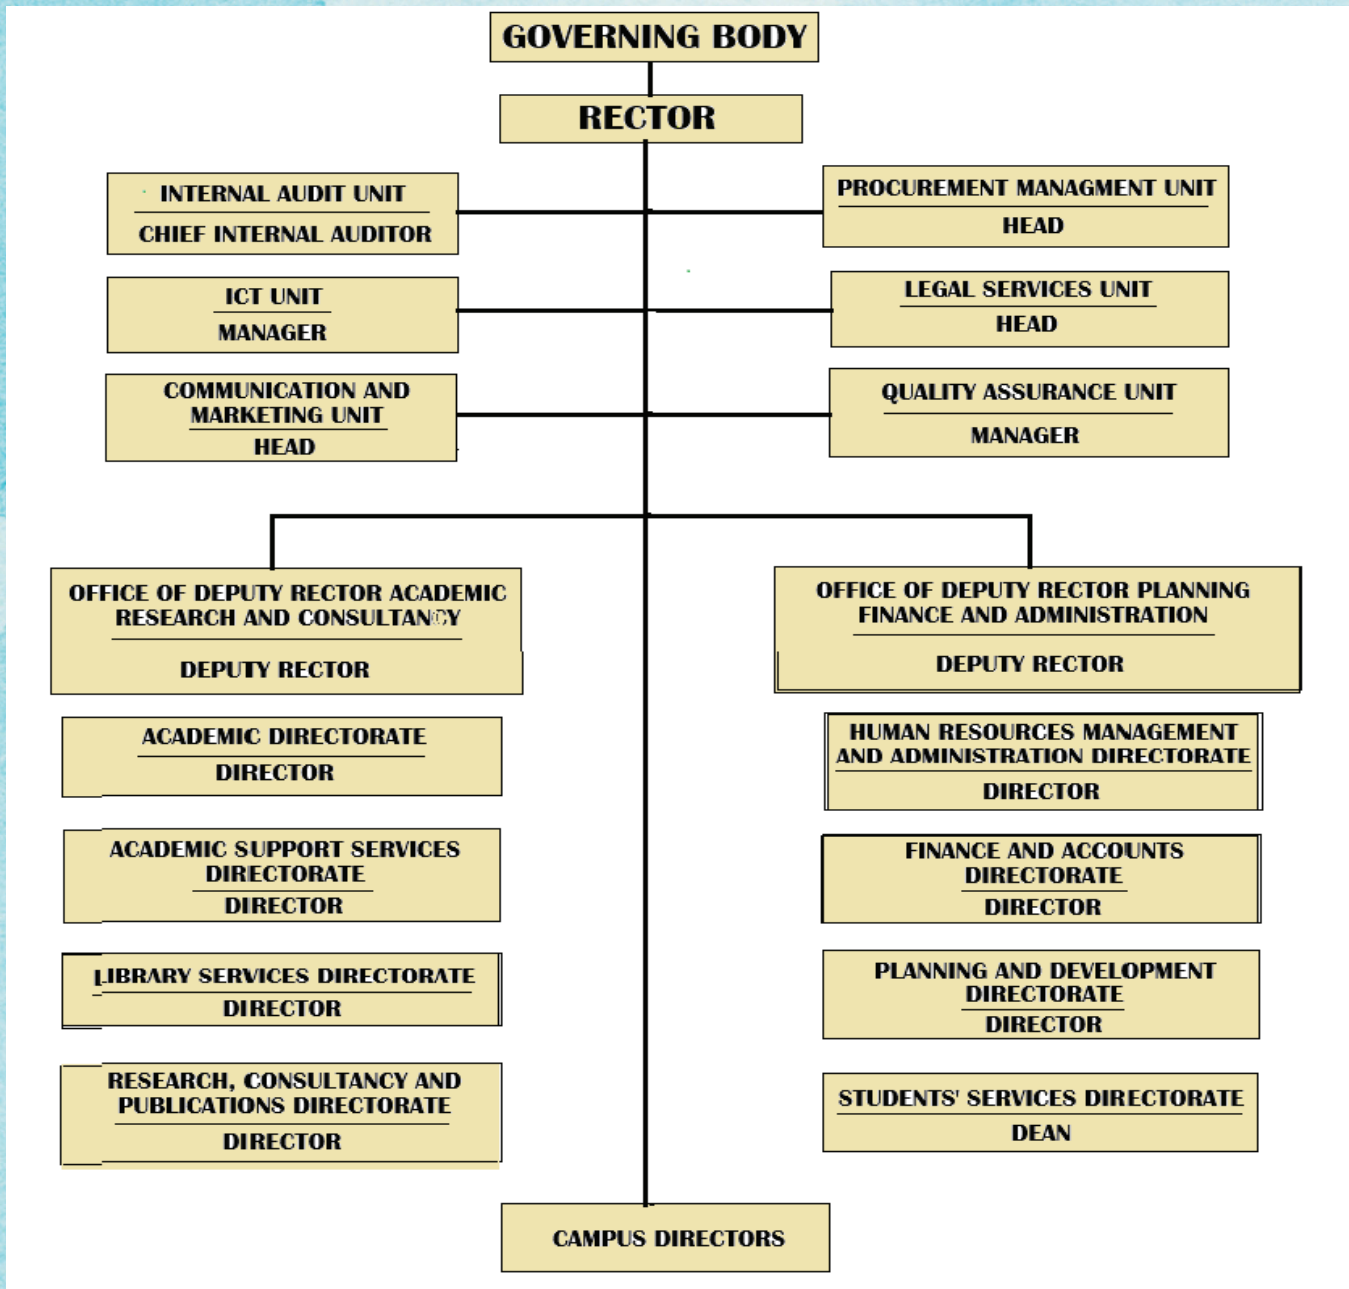 GOVERNING BODY
RECTOR
INTERNAL AUDIT UNIT
CHIEF INTERNAL AUDITOR
PROCUREMENT MANAGMENT UNIT
HEAD
ICT UNIT
MANAGER
LEGAL SERVICES UNIT
HEAD
COMMUNICATION AND
MARKETING UNIT
HEAD
QUALITY ASSURANCE UNIT
MANAGER
OFFICE OF DEPUTY RECTOR ACADEMIC
RESEARCH AND CONSULTANCY
DEPUTY RECTOR
OFFICE OF DEPUTY RECTOR PLANNING
FINANCE AND ADMINISTRATION
DEPUTY RECTOR
ACADEMIC DIRECTORATE
DIRECTOR
HUMAN RESOURCES MANAGEMENT
AND ADMINISTRATION DIRECTORATE
DIRECTOR
ACADEMIC SUPPORT SERVICES
DIRECTORATE
DIRECTOR
FINANCE AND ACCOUNTS
DIRECTORATE
DIRECTOR
LIBRARY SERVICES DIRECTORATE
DIRECTOR
PLANNING AND DEVELOPMENT
DIRECTORATE
DIRECTOR
RESEARCH, CONSULTANCY AND
PUBLICATIONS DIRECTORATE
DIRECTOR
STUDENTS' SERVICES DIRECTORATE
DEAN
CAMPUS DIRECTORS